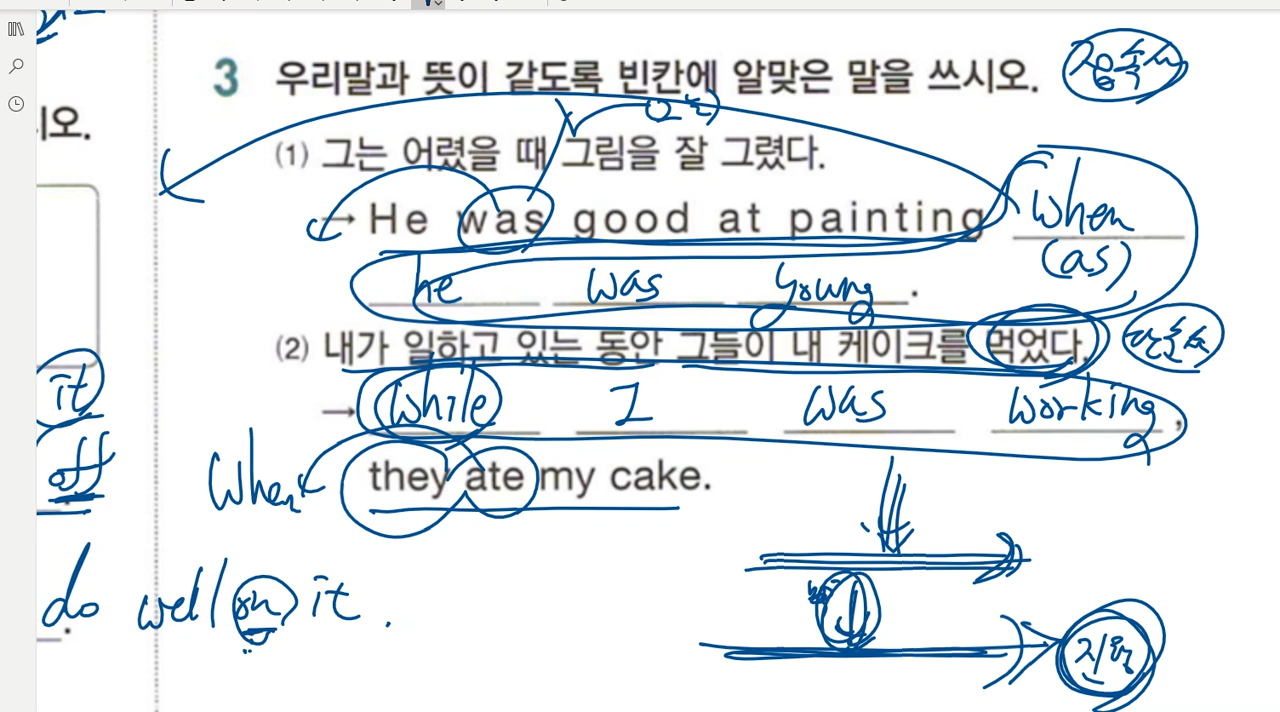 3 우리말과 뜻이 같도록 빈칸에 알맞은 말을 쓰시오. 접속사
시오.
(1) 그는 어렸을 때 그림을 잘 그렸다.
→ He was good at painting when
(as)
he was young.
(2) 내가 일하고 있는 동안 그들이 내 케이크를 먹었다.
it
→ while I was working,
off
When they ate my cake.
do well on it.